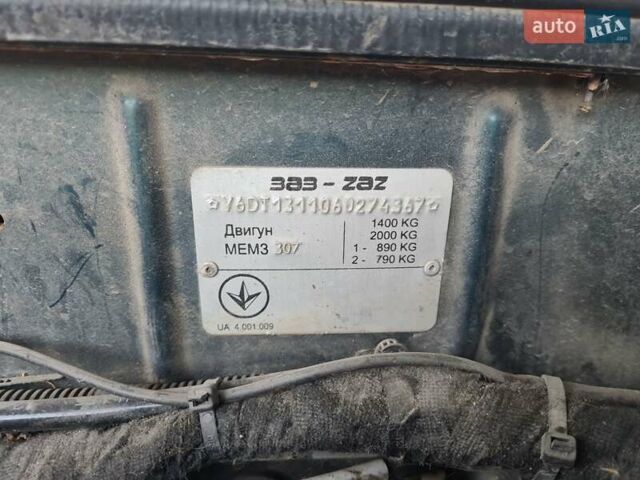 auto RIA.com
ЗАЗ - ZAZ
☆Y6DT1311060274367☆
Двигун
МЕМЗ 307
1400 KG
2000 KG
1 - 890 KG
2 - 790 KG
UA 4.001.009